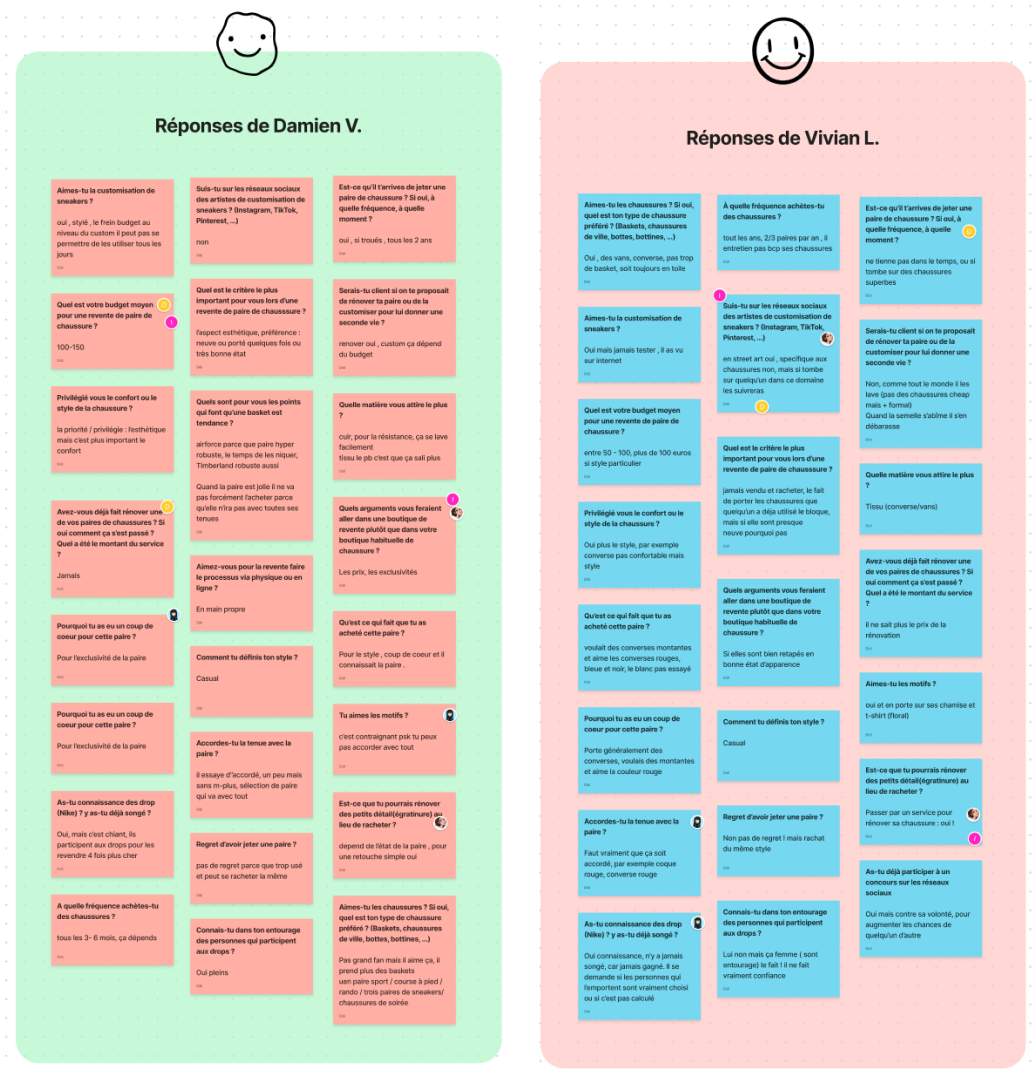 Réponses de Damien V.
Aimes-tu la customisation de
sneakers ?
oui , stylé , le frein budget au
niveau du custom il peut pas se
permettre de les utiliser tous les
jours
Quel est votre budget moyen
pour une revente de paire de
chaussure ?
100-150
Privilégié vous le confort ou le
style de la chaussure ?
la priorité / privilégie : l'esthétique
mais c'est plus important le
confort
Avez-vous déjà fait rénover une
de vos paires de chaussures ? Si
oui comment ça s'est passé ?
Quel a été le montant du service
?
Jamais
Pourquoi tu as eu un coup de
coeur pour cette paire ?
Pour l'exclusivité de la paire
Pourquoi tu as eu un coup de
coeur pour cette paire ?
Pour l'exclusivité de la paire
As-tu connaissance des drop
(Nike) ? y as-tu déjà songé ?
Oui, mais c'est chiant, ils
participent aux drops pour les
revendre 4 fois plus cher
A quelle fréquence achètes-tu
des chaussures ?
tous les 3- 6 mois, ça dépends
Suis-tu sur les réseaux sociaux
des artistes de customisation de
sneakers ? (Instagram, TikTok,
Pinterest, ...)
non
Quel est le critère le plus
important pour vous lors d'une
revente de paire de chausssure ?
l'aspect esthétique, préférence :
neuve ou porté quelques fois ou
très bonne état
Quels sont pour vous les points
qui font qu'une basket est
tendance ?
airforce parce que paire hyper
robuste, le temps de les niquer,
Timberland robuste aussi
Quand la paire est jolie il ne va
pas forcément l'acheter parce
qu'elle n'ira pas avec toutes ses
tenues
Aimez-vous pour la revente faire
le processus via physique ou en
ligne ?
En main propre
Comment tu définis ton style ?
Casual
Accordes-tu la tenue avec la
paire ?
il essaye d"accordé, un peu mais
sans m-plus, sélection de paire
qui va avec tout
Regret d'avoir jeter une paire ?
pas de regret parce que trop usé
et peut se racheter la même
Connais-tu dans ton entourage
des personnes qui participent
aux drops ?
Oui pleins
Est-ce qu'il t'arrives de jeter une
paire de chaussure ? Si oui, à
quelle fréquence, à quelle
moment ?
oui , si troués , tous les 2 ans
Serais-tu client si on te proposait
de rénover ta paire ou de la
customiser pour lui donner une
seconde vie ?
renover oui , custom ça dépend
du budget
Quelle matière vous attire le plus
?
cuir, pour la résistance, ça se lave
facilement
tissu le pb c'est que ça sali plus
Quels arguments vous feraient
aller dans une boutique de
revente plutôt que dans votre
boutique habituelle de
chaussure ?
Les prix, les exclusivités
Qu'est ce qui fait que tu as
acheté cette paire ?
Pour le style , coup de coeur et il
connaissait la paire .
Tu aimes les motifs ?
c'est contraignant psk tu peux
pas accorder avec tout
Est-ce que tu pourrais rénover
des petits détail(égratinure) au
lieu de racheter ?
depend de l'état de la paire , pour
une retouche simple oui
Aimes-tu les chaussures ? Si oui,
quel est ton type de chaussure
préféré ? (Baskets, chaussures
de ville, bottes, bottines, ...)
Pas grand fan mais il aime ça, il
prend plus des baskets
uen paire sport / course à pied /
rando / trois paires de sneakers/
chaussures de soirée
Réponses de Vivian L.
Aimes-tu les chaussures ? Si oui,
quel est ton type de chaussure
préféré ? (Baskets, chaussures
de ville, bottes, bottines, ...)
Oui , des vans, converse, pas trop
de basket, soit toujours en toile
Aimes-tu la customisation de
sneakers ?
Oui mais jamais tester , il as vu
sur internet
Quel est votre budget moyen
pour une revente de paire de
chaussure ?
entre 50 - 100, plus de 100 euros
si style particulier
Privilégié vous le confort ou le
style de la chaussure ?
Oui plus le style, par exemple
converse pas confortable mais
style
Qu'est ce qui fait que tu as
acheté cette paire ?
voulait des converses montantes
et aime les converses rouges,
bleue et noir, le blanc pas essayé
Pourquoi tu as eu un coup de
coeur pour cette paire ?
Porte généralement des
converses, voulais des montantes
et aime la couleur rouge
Accordes-tu la tenue avec la
paire ?
Faut vraiment que ça soit
accordé, par exemple coque
rouge, converse rouge
As-tu connaissance des drop
(Nike) ? y as-tu déjà songé ?
Oui connaissance, n'y a jamais
songé, car jamais gagné. Il se
demande si les personnes qui
l'emportent sont vraiment choisi
ou si c'est pas calculé
À quelle fréquence achètes-tu
des chaussures ?
tout les ans, 2/3 paires par an , il
entretien pas bcp ses chaussures
Suis-tu sur les réseaux sociaux
des artistes de customisation de
sneakers ? (Instagram, TikTok,
Pinterest, ...)
en street art oui , specifique aux
chaussures non, mais si tombe
sur quelqu'un dans ce domaine
les suivreras
Quel est le critère le plus
important pour vous lors d'une
revente de paire de chausssure ?
jamais vendu et racheter, le fait
de porter les chaussures que
quelqu'un a deja utilisé le bloque,
mais si elle sont presque
neuve pourquoi pas
Quels arguments vous feraient
aller dans une boutique de
revente plutôt que dans votre
boutique habituelle de
chaussure ?
Si elles sont bien retapés en
bonne état d'apparence
Comment tu définis ton style ?
Casual
Regret d'avoir jeter une paire ?
Non pas de regret ! mais rachat
du même style
Connais-tu dans ton entourage
des personnes qui participent
aux drops ?
Lui non mais ça femme ( sont
entourage) le fait ! il ne fait
vraiment confiance
Est-ce qu'il t'arrives de jeter une
paire de chaussure ? Si oui, à
quelle fréquence, à quelle
moment ?
ne tienne pas dans le temps, ou si
tombe sur des chaussures
superbes
Serais-tu client si on te proposait
de rénover ta paire ou de la
customiser pour lui donner une
seconde vie ?
Non, comme tout le monde il les
lave (pas des chaussures cheap
mais + formal)
Quand la semelle s'abîme il s'en
débarasse
Quelle matière vous attire le plus
?
Tissu (converse/vans)
Avez-vous déjà fait rénover une
de vos paires de chaussures ? Si
oui comment ça s'est passé ?
Quel a été le montant du service
?
il ne sait plus le prix de la
rénovation
Aimes-tu les motifs ?
oui et en porte sur ses chamise et
t-shirt (floral)
Est-ce que tu pourrais rénover
des petits détail(égratinure) au
lieu de racheter ?
Passer par un service pour
rénover sa chaussure : oui !
As-tu déjà participer à un
concours sur les réseaux
sociaux
Oui mais contre sa volonté, pour
augmenter les chances de
quelqu'un d'autre